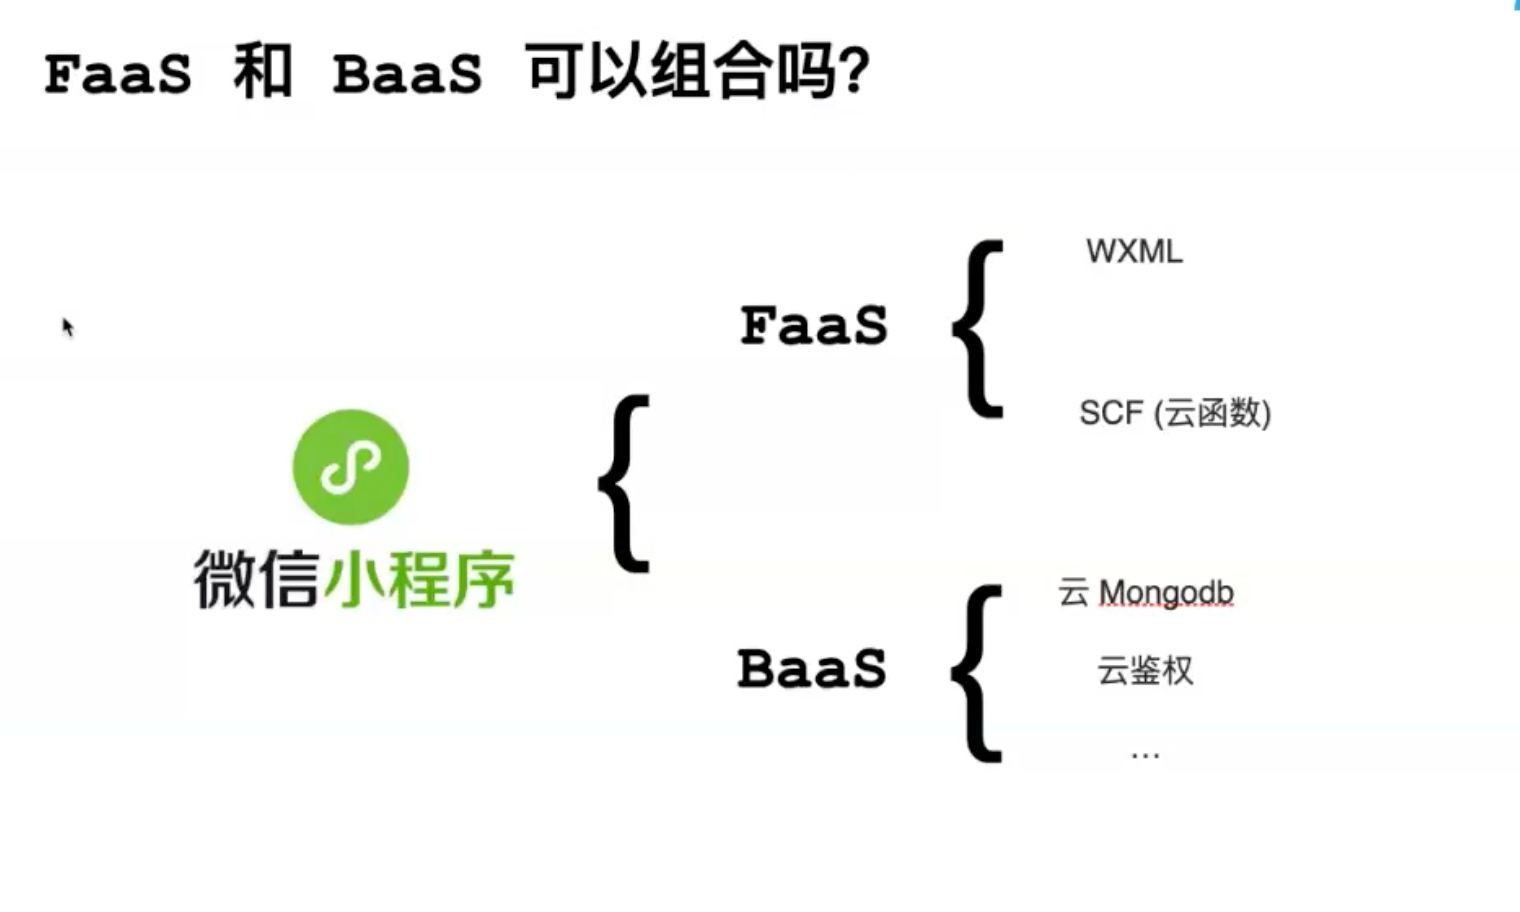 FaaS 和 BaaS 可以组合吗?
WXML
FaaS
SCF (云函数)
微信小程序
云 Mongodb
BaaS
云鉴权
...